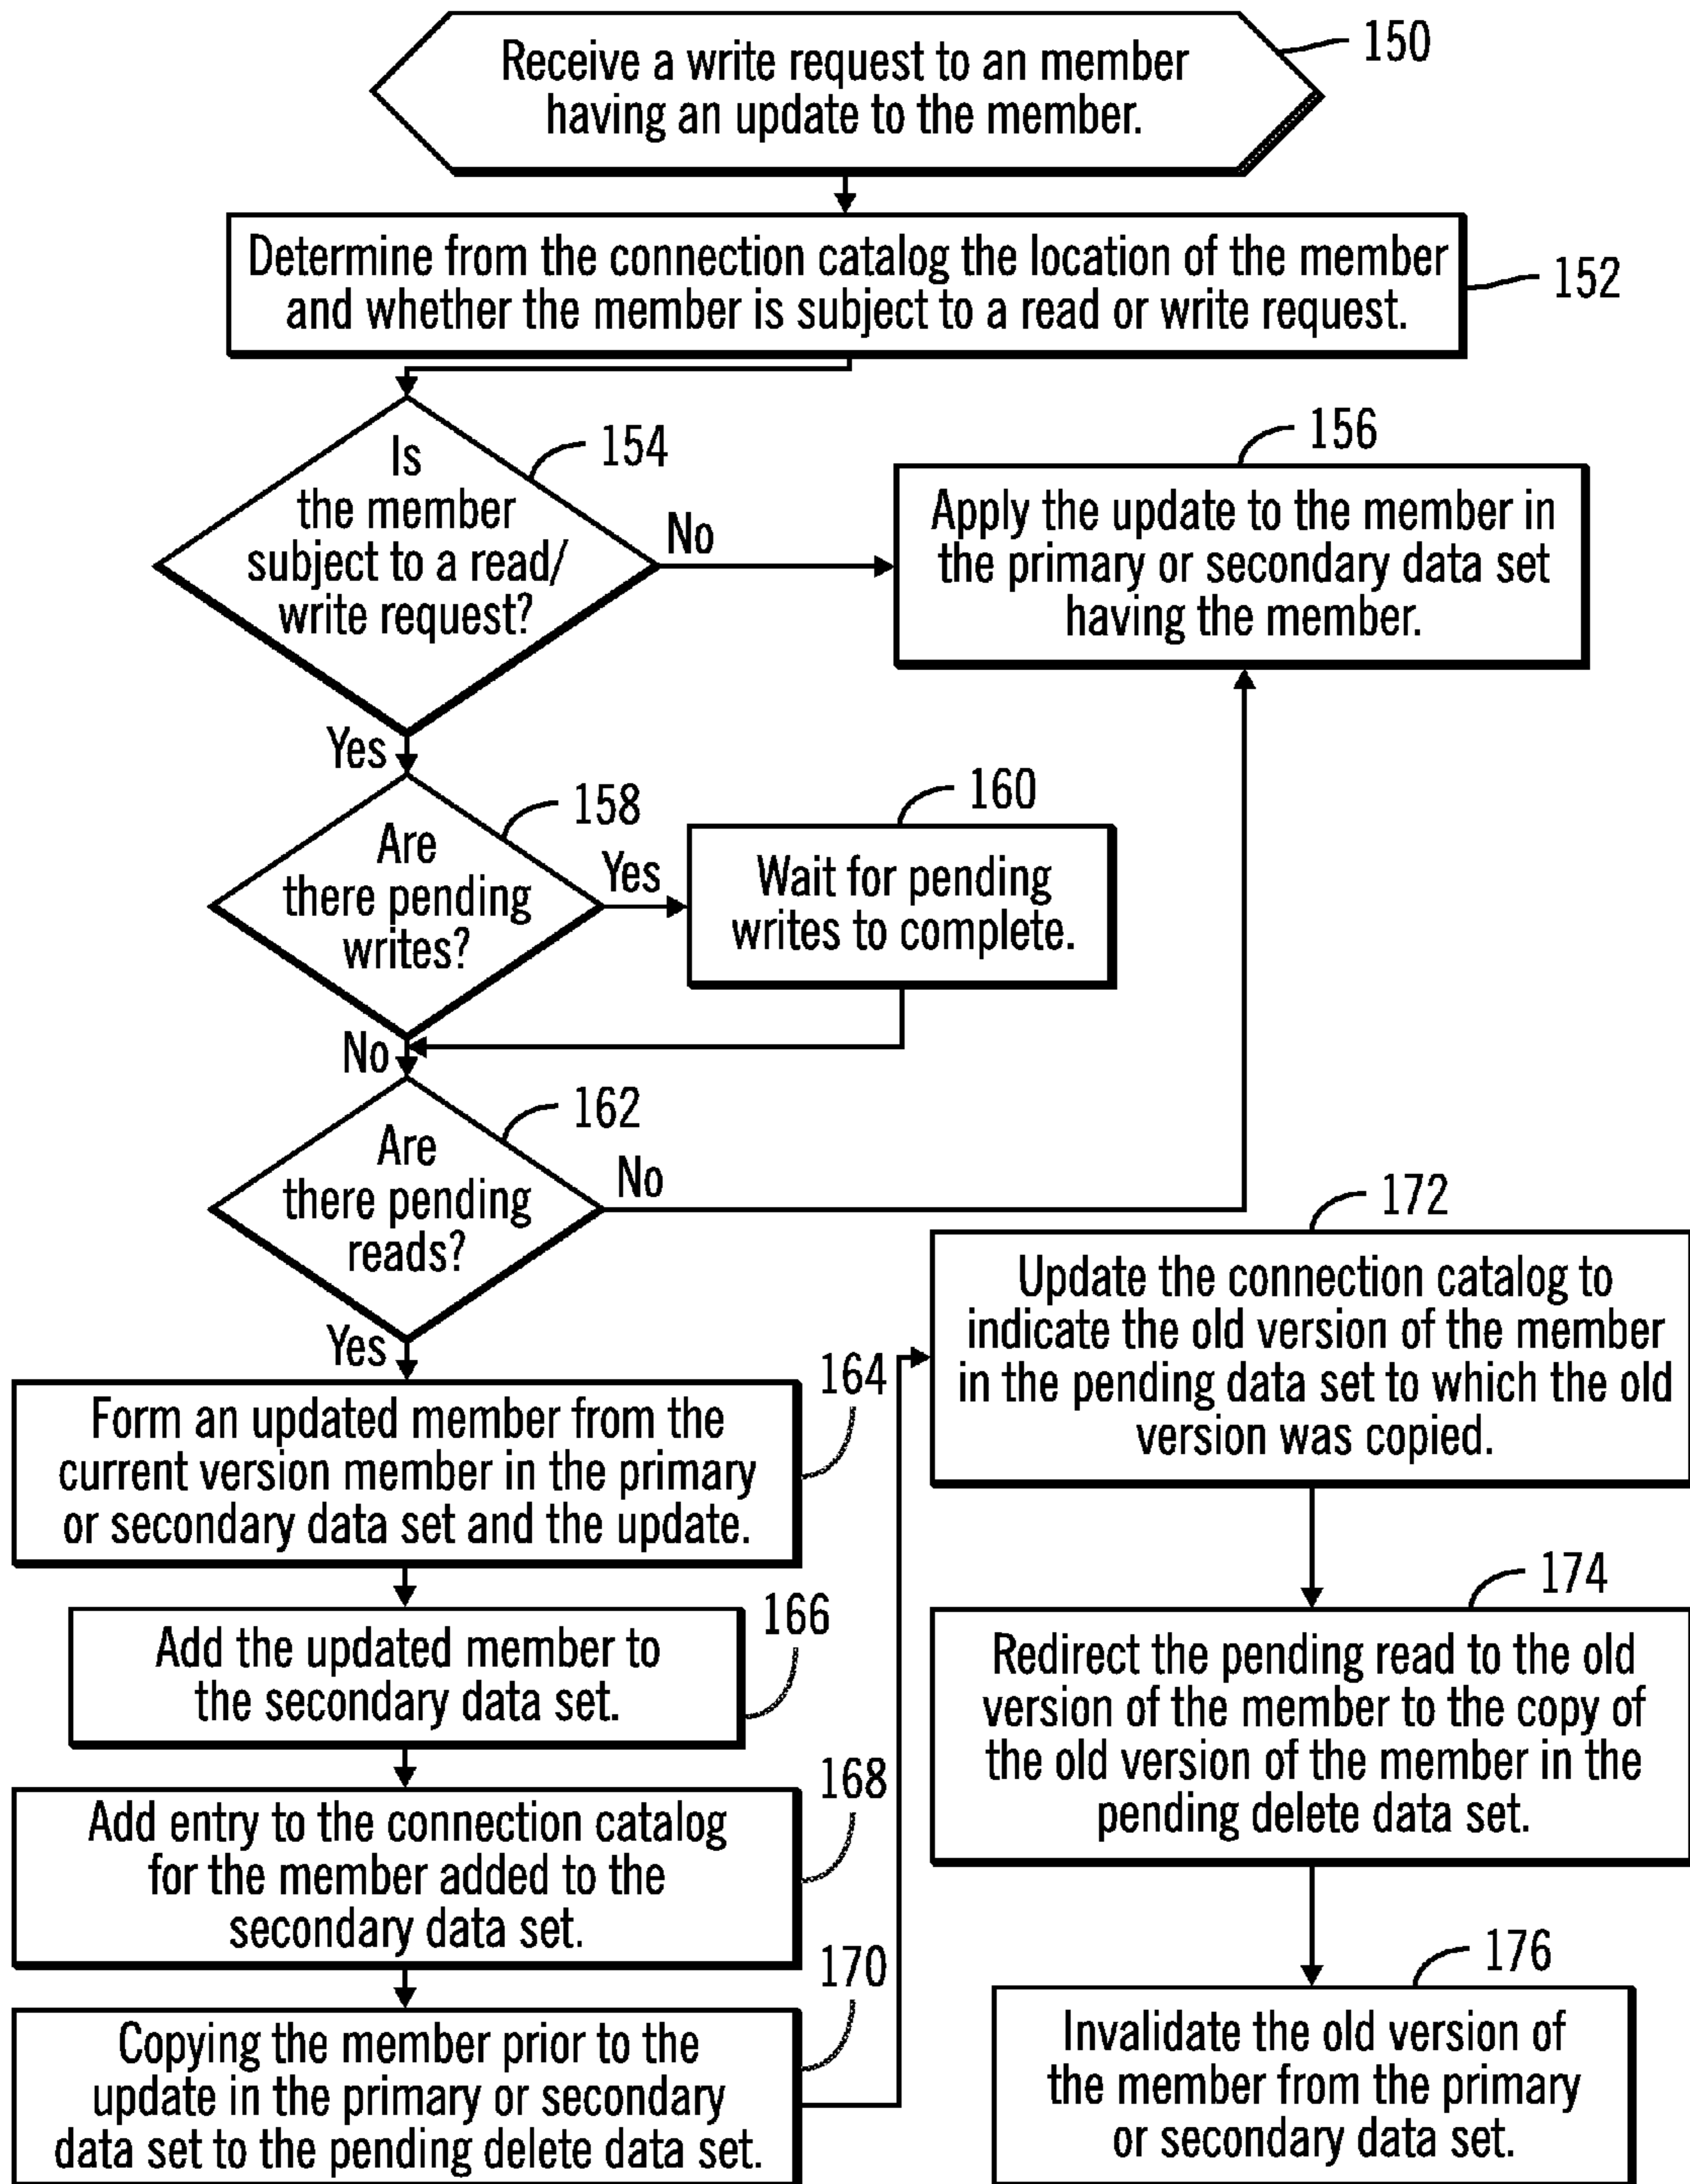 Receive a write request to an member
having an update to the member.
150
Determine from the connection catalog the location of the member
and whether the member is subject to a read or write request.
152
Is
the member
subject to a read/
write request?
154
No
156
Apply the update to the member in
the primary or secondary data set
having the member.
Yes
Are
there pending
writes?
158
Yes
160
Wait for pending
writes to complete.
No
Are
there pending
reads?
162
No
Yes
164
Form an updated member from the
current version member in the primary
or secondary data set and the update.
166
Add the updated member to
the secondary data set.
168
Add entry to the connection catalog
for the member added to the
secondary data set.
170
Copying the member prior to the
update in the primary or secondary
data set to the pending delete data set.
172
Update the connection catalog to
indicate the old version of the member
in the pending data set to which the old
version was copied.
174
Redirect the pending read to the old
version of the member to the copy of
the old version of the member in the
pending delete data set.
176
Invalidate the old version of
the member from the primary
or secondary data set.